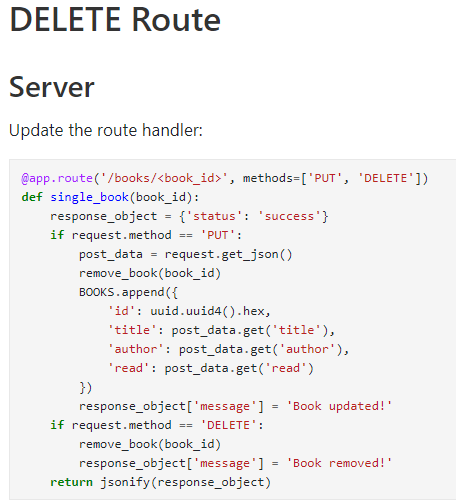 DELETE Route
Server
Update the route handler:
@app.route('/books/<book_id>', methods=['PUT', 'DELETE'])
def single_book(book_id):
    response_object = {'status': 'success'}
    if request.method == 'PUT':
        post_data = request.get_json()
        remove_book(book_id)
        BOOKS.append({
            'id': uuid.uuid4().hex,
            'title': post_data.get('title'),
            'author': post_data.get('author'),
            'read': post_data.get('read')
        })
        response_object['message'] = 'Book updated!'
    if request.method == 'DELETE':
        remove_book(book_id)
        response_object['message'] = 'Book removed!'
    return jsonify(response_object)